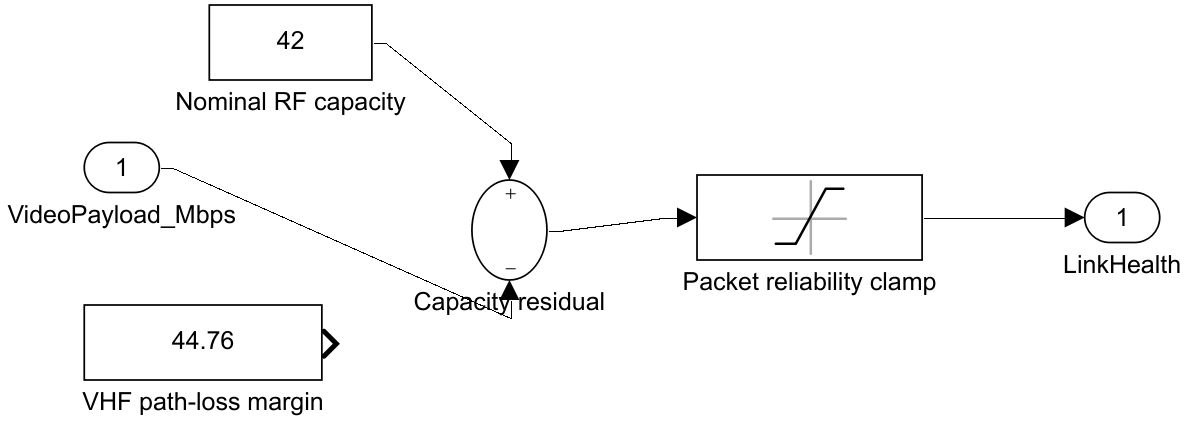 42
Nominal RF capacity
1
VideoPayload_Mbps
+
−
Capacity residual
Packet reliability clamp
1
LinkHealth
44.76
VHF path-loss margin